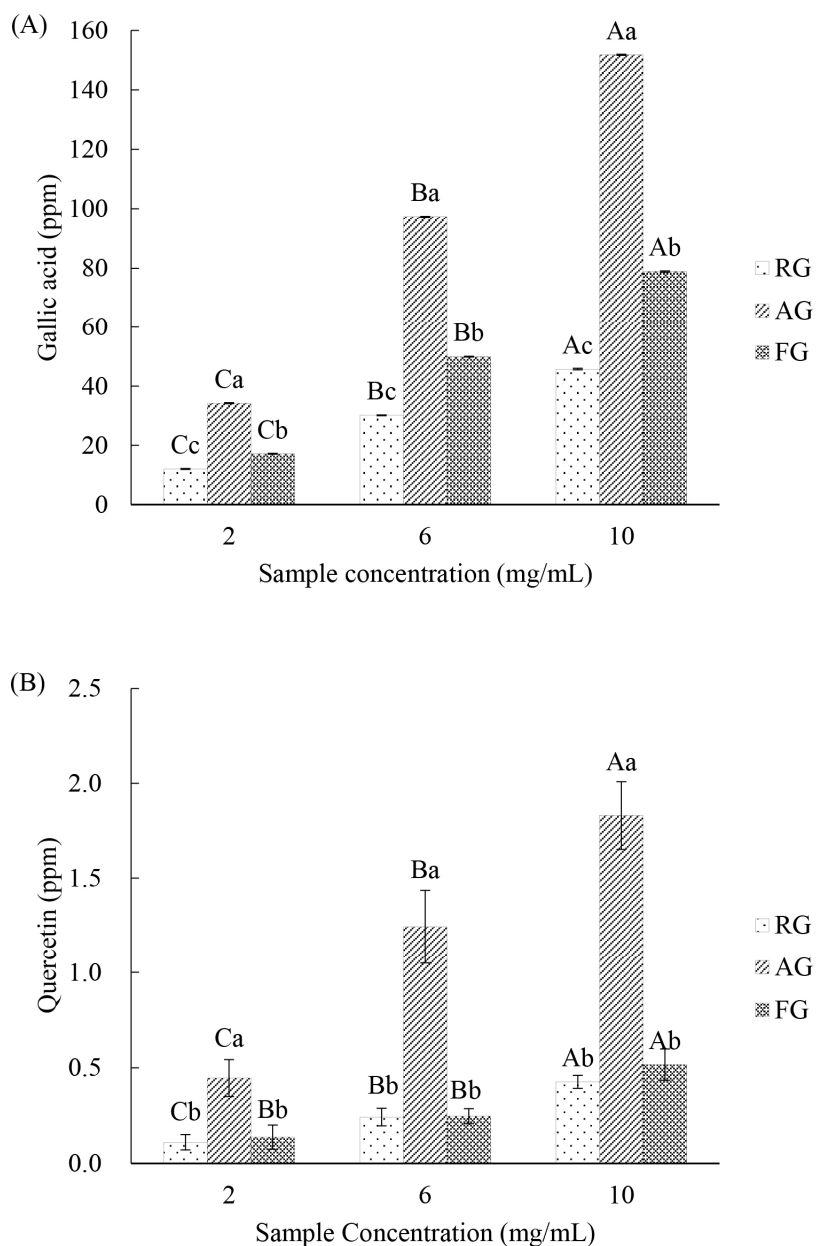 (A)
160
140
120
100
80
60
40
20
0
Gallic acid (ppm)
Cc
Ca
Cb
Bc
Ba
Bb
Ac
Aa
Ab
2
6
10
Sample concentration (mg/mL)
RG
AG
FG
(B)
2.5
2.0
1.5
1.0
0.5
0.0
Quercetin (ppm)
Cb
Ca
Bb
Bb
Ba
Bb
Ab
Aa
Ab
2
6
10
Sample Concentration (mg/mL)
RG
AG
FG